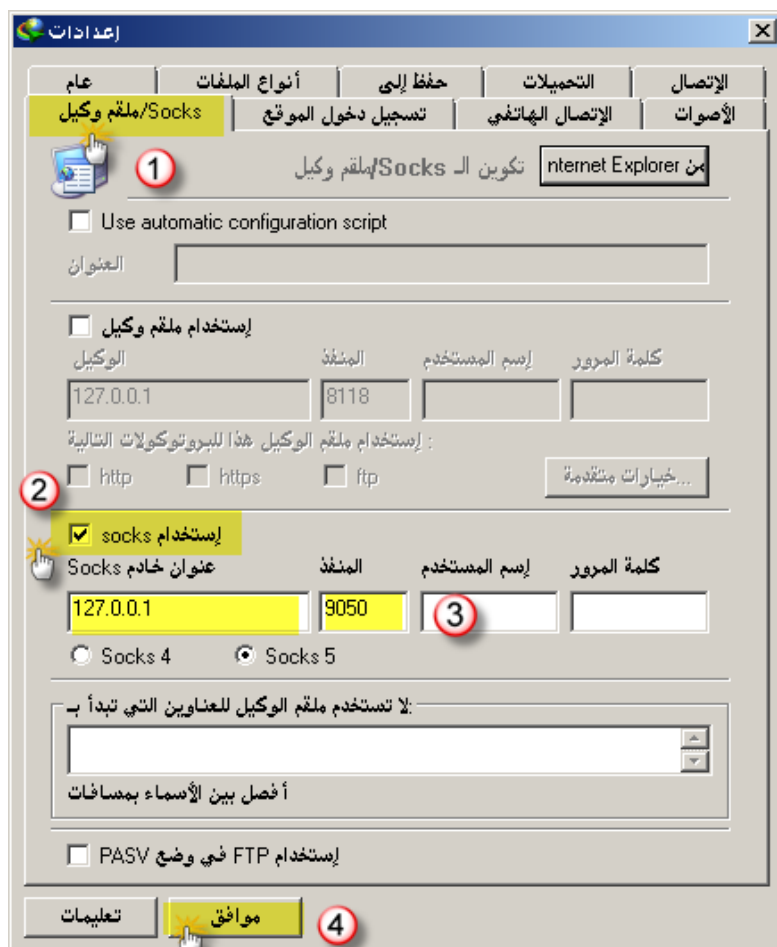 إعدادات
عام أنواع الملفات حفظ إلى التحميلات الإتصال
ملقم وكيل/Socks تسجيل دخول الموقع الإتصال الهاتفي الأصوات
1
تكوين الـ Socks/ملقم وكيل من nternet Explorer
Use automatic configuration script
العنوان
إستخدام ملقم وكيل
الوكيل المنفذ إسم المستخدم كلمة المرور
127.0.0.1 8118
إستخدام ملقم الوكيل هذا للبروتوكولات التالية :
http https ftp خيارات متقدمة...
2
إستخدام socks
عنوان خادم Socks المنفذ إسم المستخدم كلمة المرور
127.0.0.1 9050 3
Socks 4 Socks 5
لا تستخدم ملقم الوكيل للعناوين التي تبدأ بـ:
أفصل بين الأسماء بمسافات
إستخدام FTP في وضع PASV
تعليمات موافق 4